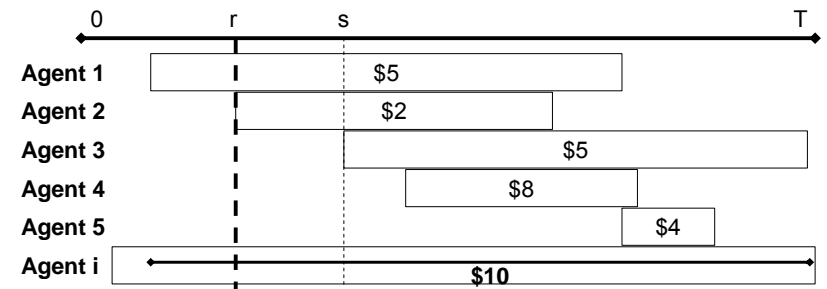 0 r s T
Agent 1 $5
Agent 2 $2
Agent 3 $5
Agent 4 $8
Agent 5 $4
Agent i $10